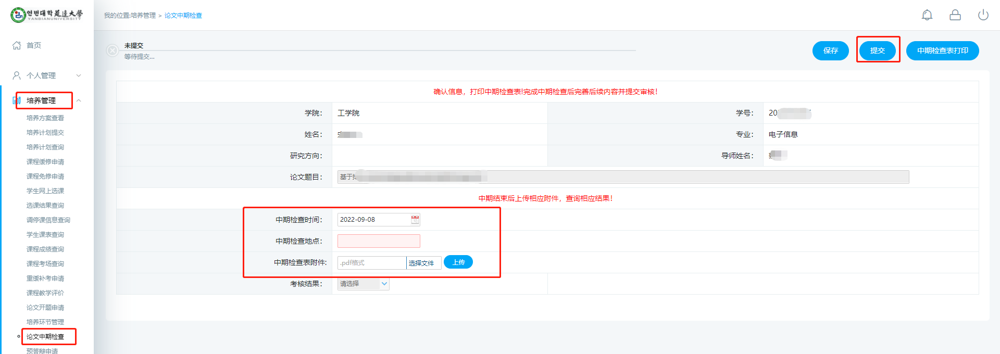 연변대학 延邊大學
YANBIANUNIVERSITY
我的位置:培养管理 > 论文中期检查
首页
个人管理
培养管理
培养方案查看
培养计划提交
培养计划查询
课程缓修申请
课程免修申请
学生网上选课
选课结果查询
调停课信息查询
学生课表查询
课程成绩查询
课程考场查询
重缓补考申请
课程教学评价
论文开题申请
培养环节管理
论文中期检查
预答辩申请
未提交
等待提交...
保存
提交
中期检查表打印
确认信息，打印中期检查表!完成中期检查后完善后续内容并提交审核!
学院: 工学院 学号: 20
姓名: 专业: 电子信息
研究方向: 导师姓名:
论文题目: 基于
中期结束后上传相应附件，查询相应结果!
中期检查时间: 2022-09-08
中期检查地点:
中期检查表附件: .pdf格式 选择文件 上传
考核结果: 请选择